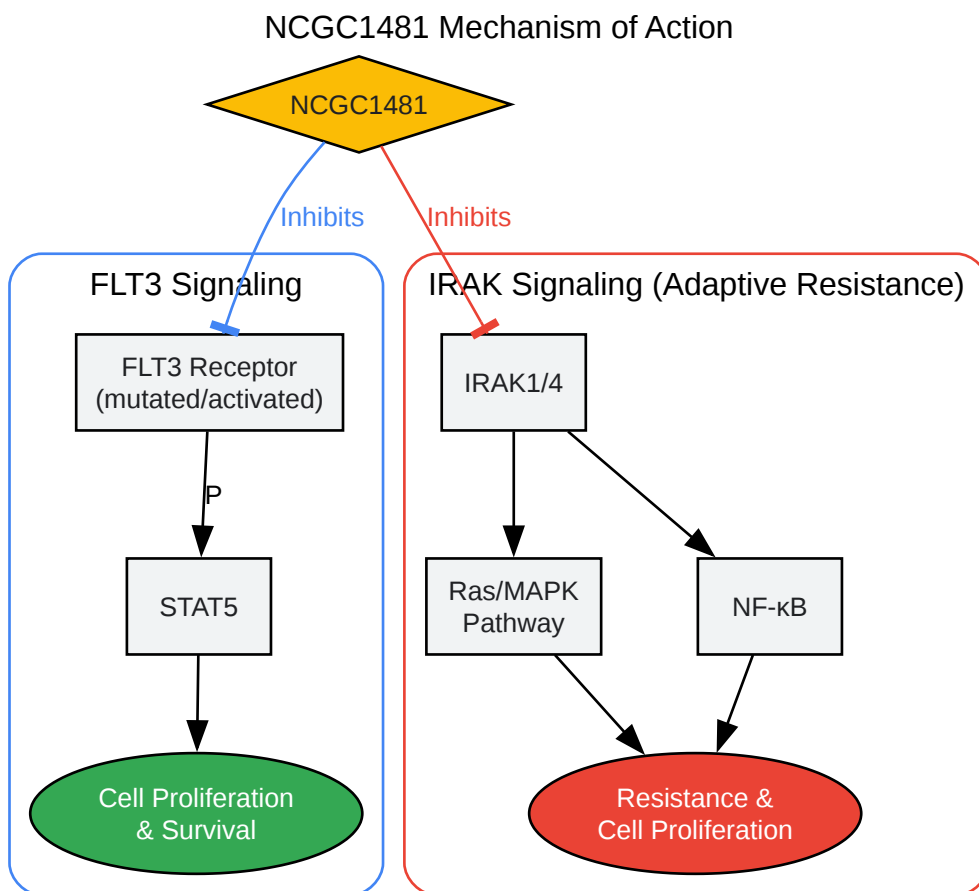 NCGC1481 Mechanism of Action
NCGC1481
Inhibits
Inhibits
FLT3 Signaling
FLT3 Receptor
(mutated/activated)
P
STAT5
Cell Proliferation
& Survival
IRAK Signaling (Adaptive Resistance)
IRAK1/4
Ras/MAPK
Pathway
NF-κB
Resistance &
Cell Proliferation